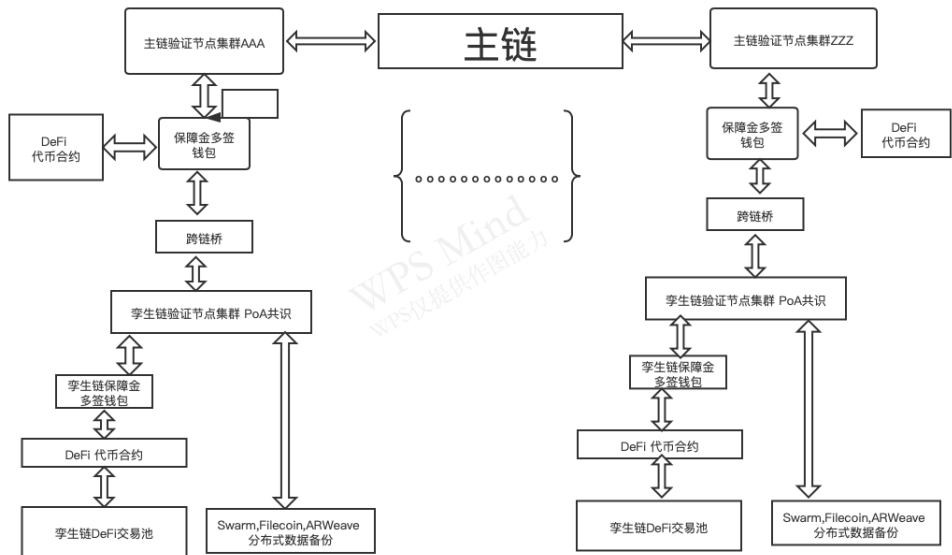 主链
主链验证节点集群AAA
主链验证节点集群ZZZ
DeFi
代币合约
保障金多签
钱包
保障金多签
钱包
DeFi
代币合约
跨链桥
跨链桥
WPS Mind
WPS仅提供作图能力
孪生链验证节点集群 PoA共识
孪生链验证节点集群 PoA共识
孪生链保障金
多签钱包
孪生链保障金
多签钱包
DeFi 代币合约
DeFi 代币合约
孪生链DeFi交易池
Swarm,Filecoin,ARWeave
分布式数据备份
孪生链DeFi交易池
Swarm,Filecoin,ARWeave
分布式数据备份